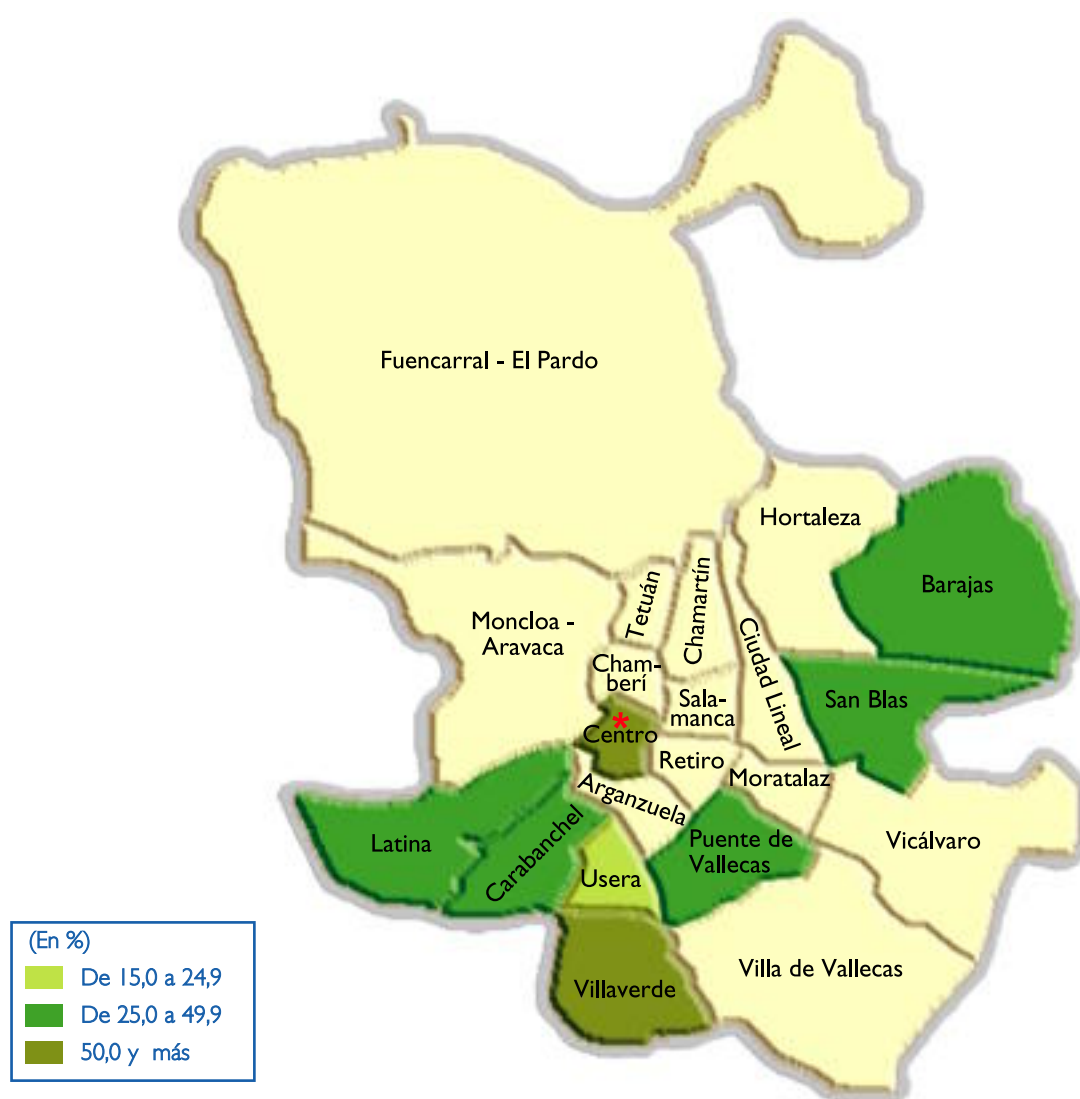 Fuencarral - El Pardo
Hortaleza
Barajas
Tetuán
Chamartín
Ciudad Lineal
Moncloa -
Aravaca
Cham-
berí
Sala-
manca
San Blas
*
Centro
Retiro
Moratalaz
Arganzuela
Latina
Carabanchel
Puente de
Vallecas
Vicálvaro
Usera
Villa de Vallecas
Villaverde
(En %)
De 15,0 a 24,9
De 25,0 a 49,9
50,0 y más